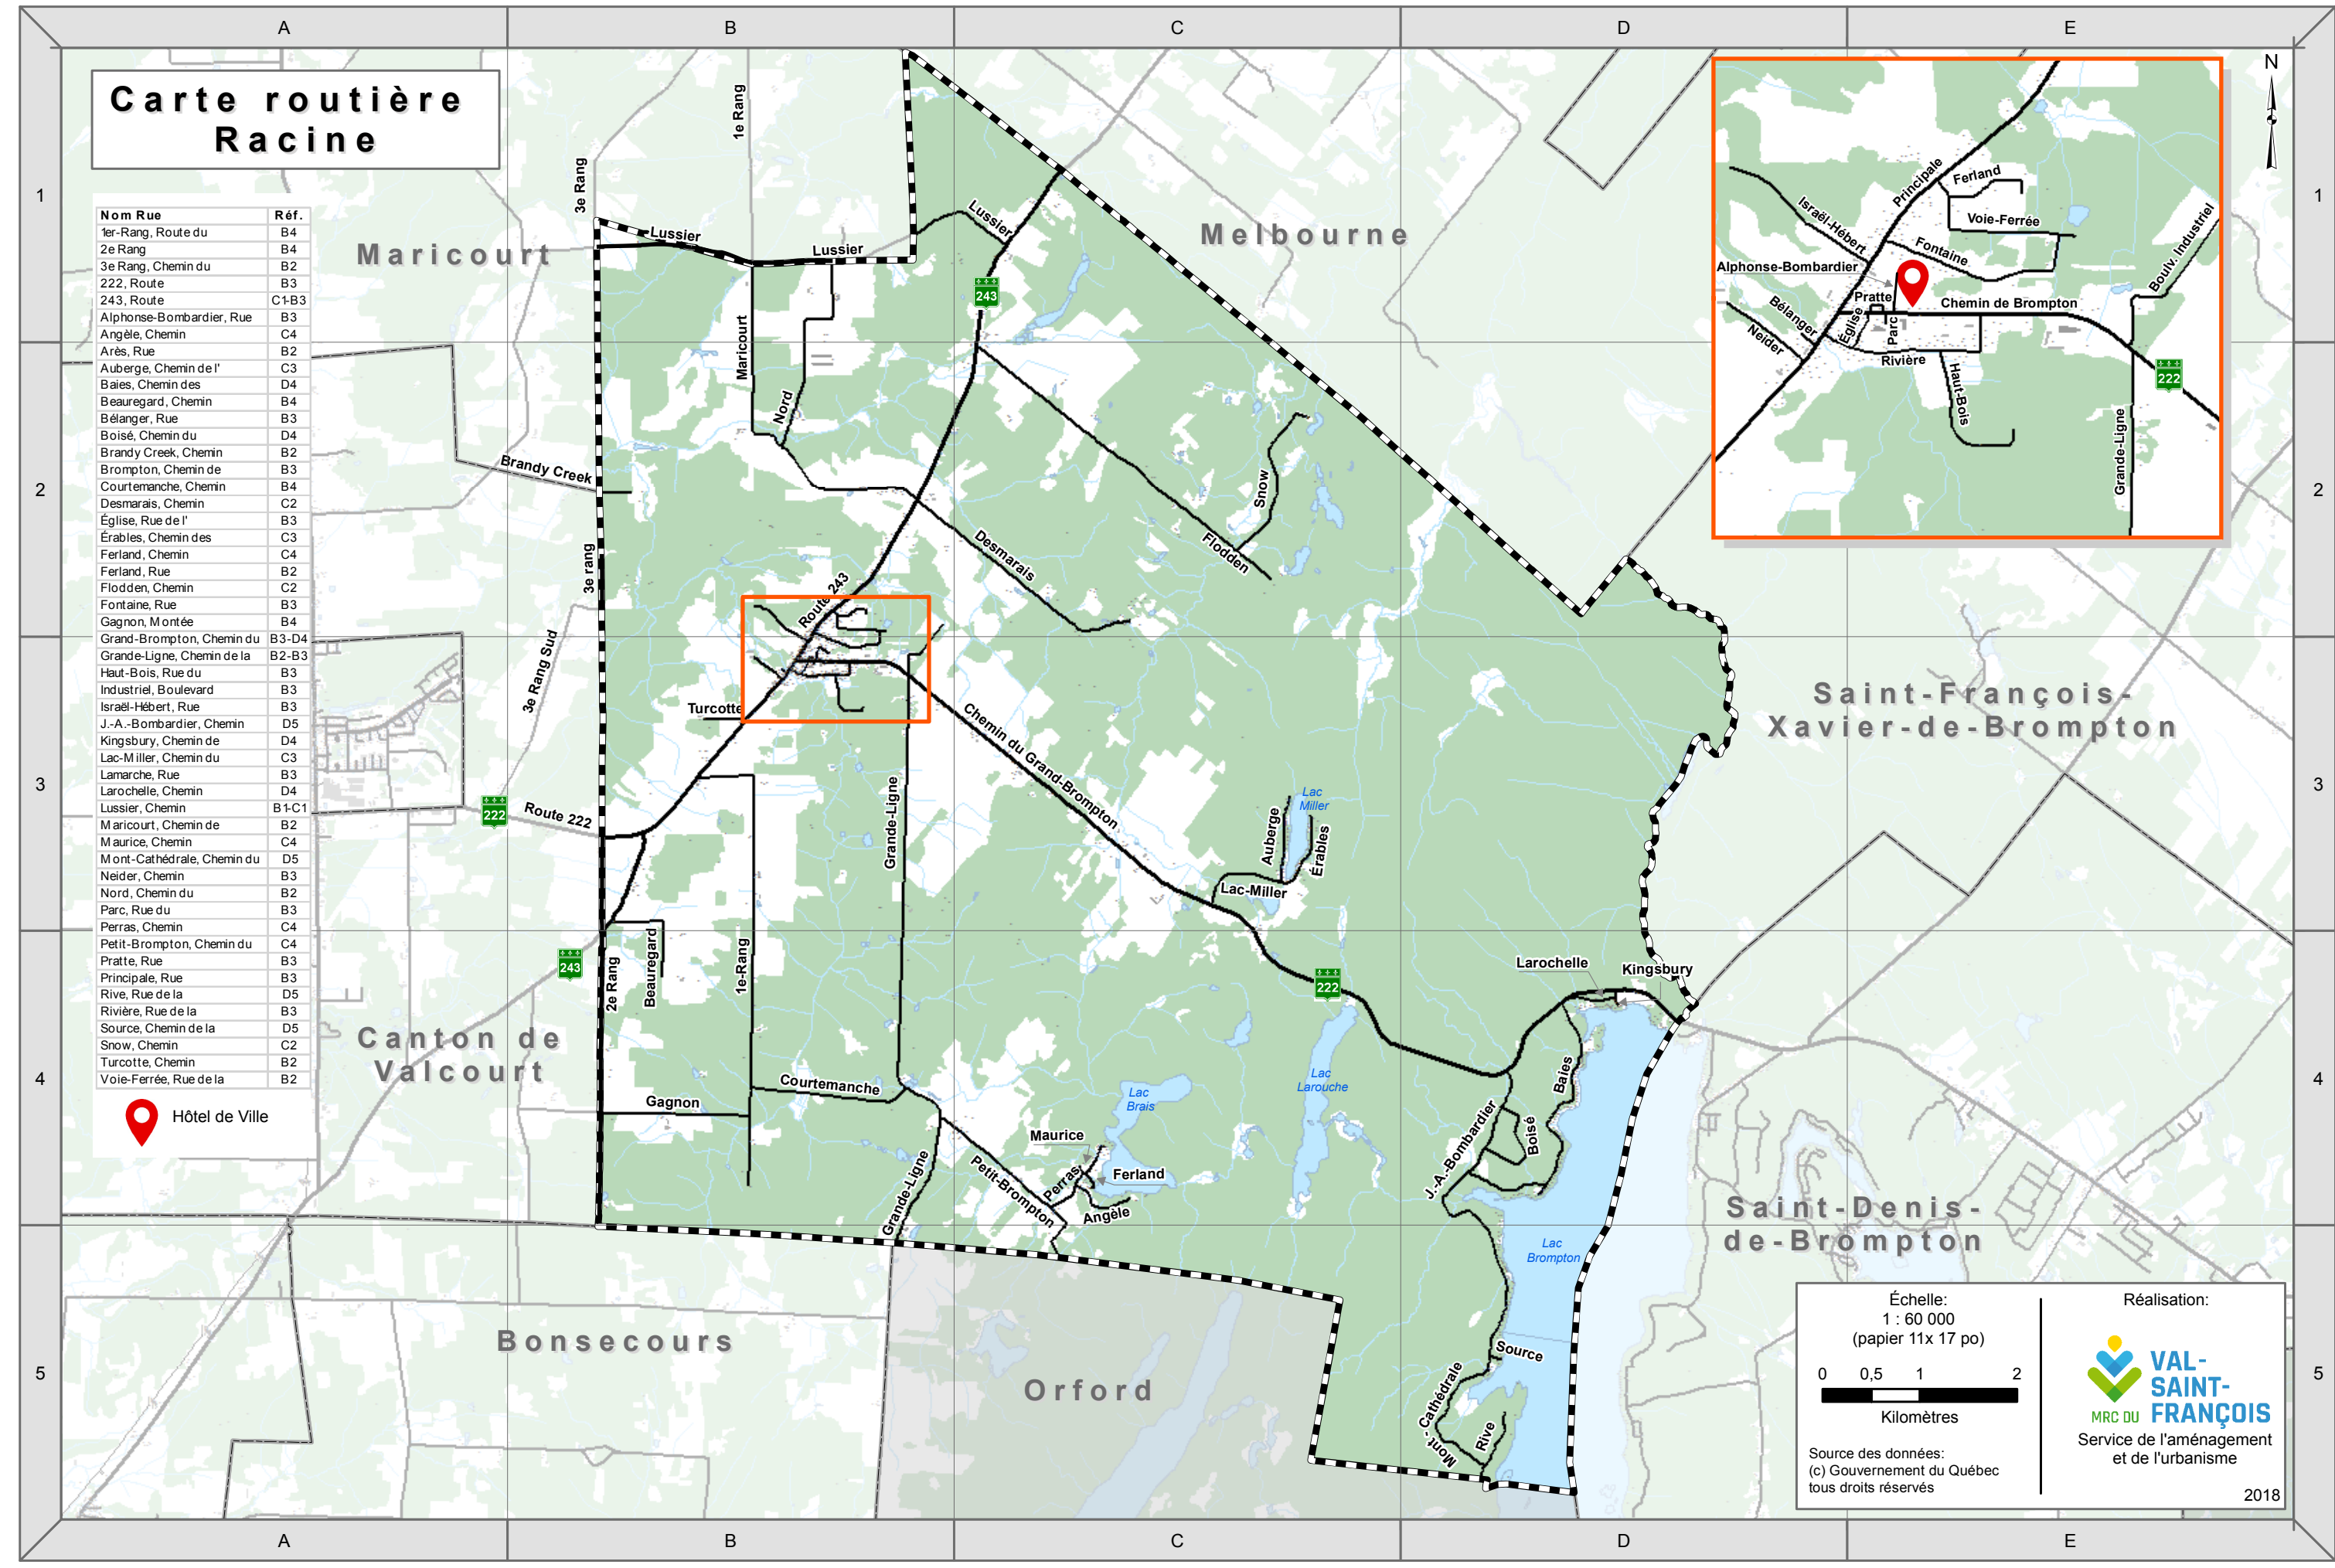 A
B
C
D
E
Carte routière
Racine
Nom Rue Réf.
1er-Rang, Route du B4
2e Rang B4
3e Rang, Chemin du B2
222, Route B3
243, Route C1-B3
Alphonse-Bombardier, Rue B3
Angèle, Chemin C4
Arès, Rue B2
Auberge, Chemin de l' C3
Baies, Chemin des D4
Beauregard, Chemin B4
Bélanger, Rue B3
Boisé, Chemin du D4
Brandy Creek, Chemin B2
Brompton, Chemin de B3
Courtemanche, Chemin B4
Desmarais, Chemin C2
Église, Rue de l' B3
Érables, Chemin des C3
Ferland, Chemin C4
Ferland, Rue B2
Flodden, Chemin C2
Fontaine, Rue B3
Gagnon, Montée B4
Grand-Brompton, Chemin du B3-D4
Grande-Ligne, Chemin de la B2-B3
Haut-Bois, Rue du B3
Industriel, Boulevard B3
Israël-Hébert, Rue B3
J.-A.-Bombardier, Chemin D5
Kingsbury, Chemin de D4
Lac-Miller, Chemin du C3
Lamarche, Rue B3
Larochelle, Chemin D4
Lussier, Chemin B1-C1
Maricourt, Chemin de B2
Maurice, Chemin C4
Mont-Cathédrale, Chemin du D5
Neider, Chemin B3
Nord, Chemin du B2
Parc, Rue du B3
Perras, Chemin C4
Petit-Brompton, Chemin du C4
Pratte, Rue B3
Principale, Rue B3
Rive, Rue de la D5
Rivière, Rue de la B3
Source, Chemin de la D5
Snow, Chemin C2
Turcotte, Chemin B2
Voie-Ferrée, Rue de la B2
Hôtel de Ville
1
2
3
4
5
Maricourt
Melbourne
Saint-François-
Xavier-de-Brompton
Canton de
Valcourt
Saint-Denis-
de-Brompton
Bonsecours
Orford
1e Rang
3e Rang
Lussier
Lussier
Lussier
243
Maricourt
Nord
Brandy Creek
3e rang
Snow
Flodden
Desmarais
Route 243
3e Rang Sud
Turcotte
Chemin du Grand-Brompton
222
Route 222
Grande-Ligne
Lac
Miller
Auberge
Érables
Lac-Miller
243
2e Rang
Beauregard
1e-Rang
222
Larochelle
Kingsbury
Baies
Boisé
J.-A.-Bombardier
Lac
Larouche
Lac
Brais
Courtemanche
Gagnon
Maurice
Perras
Ferland
Angèle
Petit-Brompton
Grande-Ligne
Lac
Brompton
Source
Mont-Cathédrale
Rive
N
Principale
Ferland
Voie-Ferrée
Israël-Hébert
Fontaine
Boulv. Industriel
Alphonse-Bombardier
Pratte
Chemin de Brompton
Bélanger
Église
Parc
Neider
Rivière
Haut-Bois
222
Grande-Ligne
1
2
3
4
5
Échelle:
1 : 60 000
(papier 11x 17 po)
0 0,5 1 2
Kilomètres
Source des données:
(c) Gouvernement du Québec
tous droits réservés
Réalisation:
VAL-
SAINT-
MRC DU FRANÇOIS
Service de l'aménagement
et de l'urbanisme
2018
A
B
C
D
E